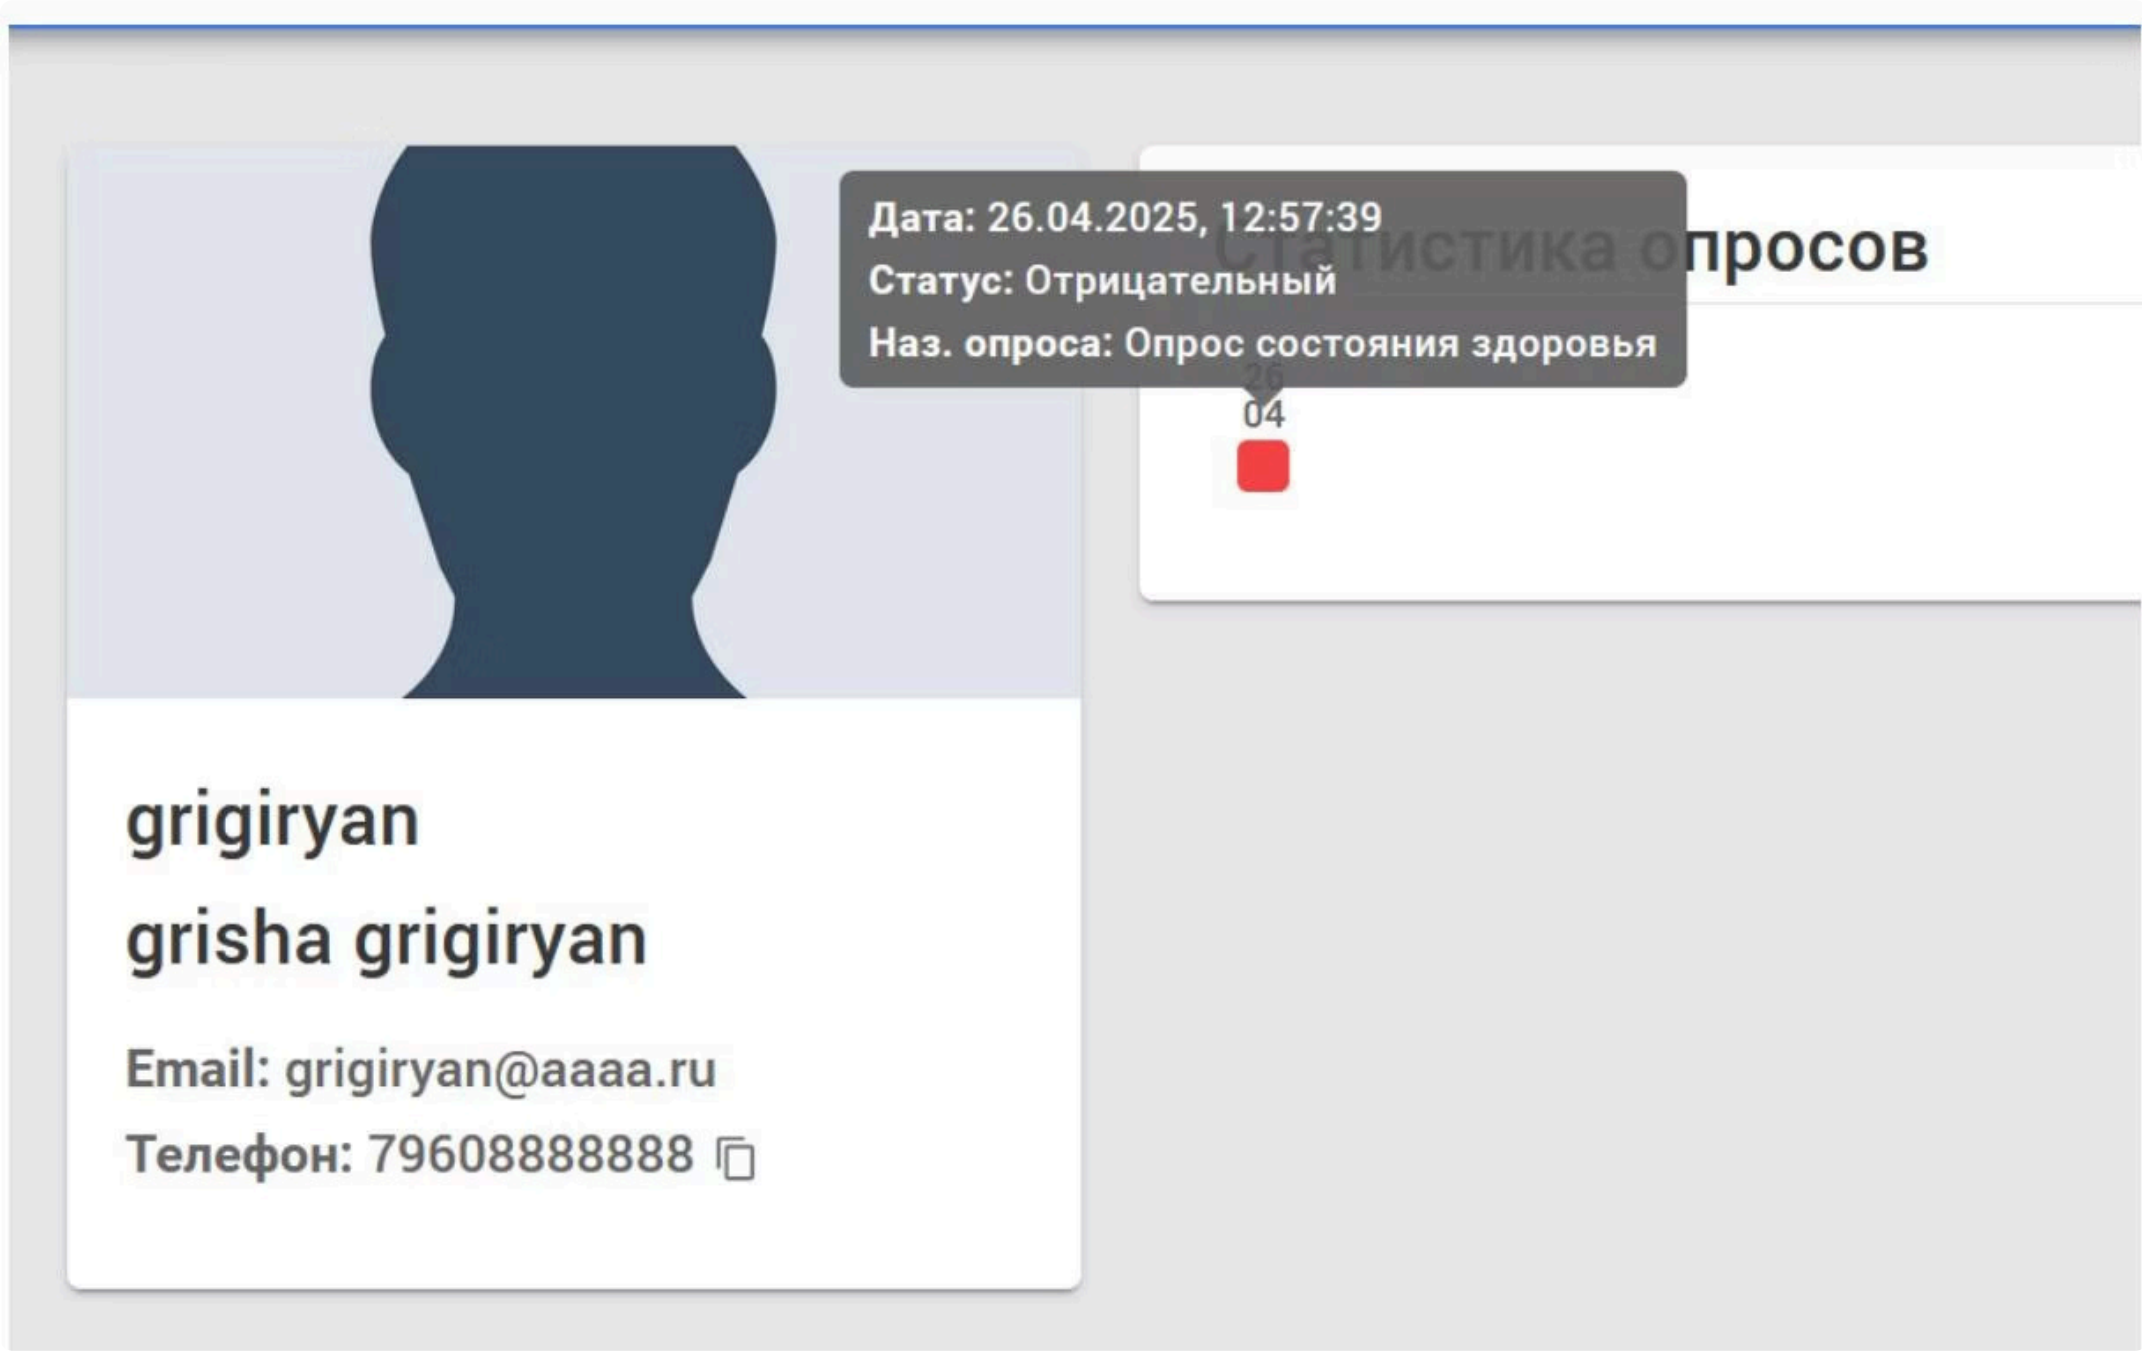 Дата: 26.04.2025, 12:57:39
Статус: Отрицательный
Наз. опроса: Опрос состояния здоровья
Статистика опросов
26
04
grigiryan
grisha grigiryan
Email: grigiryan@aaaa.ru
Телефон: 79608888888